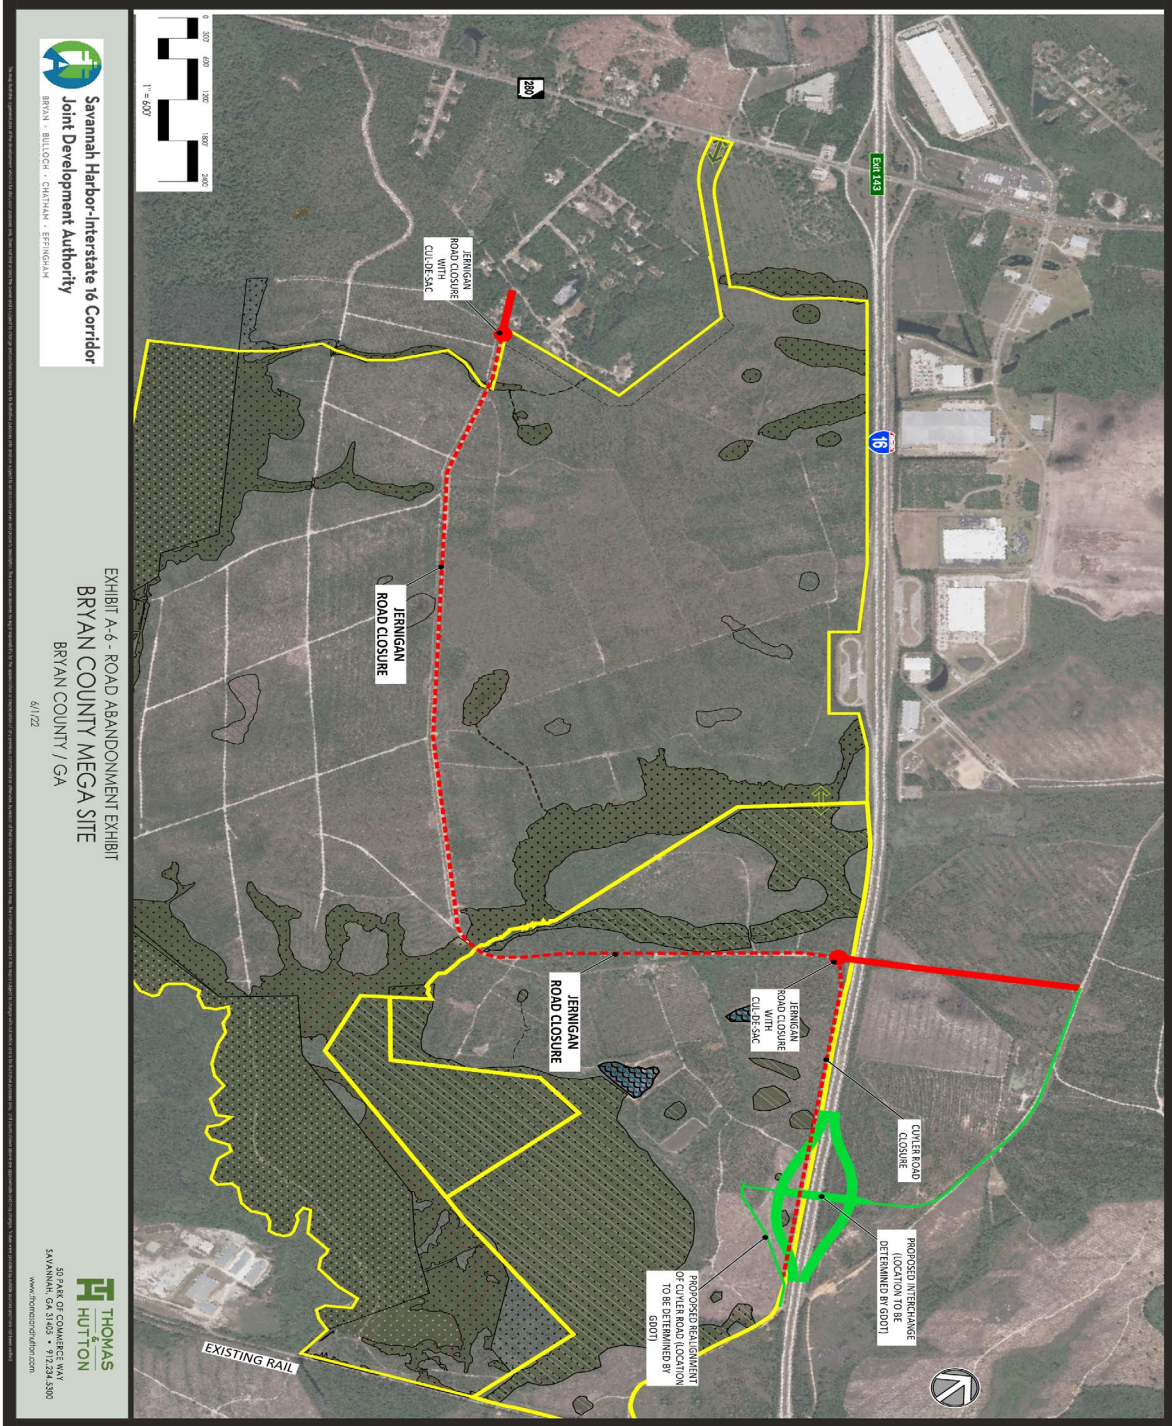 EXHIBIT A-6 - ROAD ABANDONMENT EXHIBIT
BRYAN COUNTY MEGA SITE
BRYAN COUNTY / GA
6/1/22
Savannah Harbor-Interstate 16 Corridor
Joint Development Authority
BRYAN · BULLOCH · CHATHAM · EFFINGHAM
THOMAS
&
HUTTON
50 PARK OF COMMERCE WAY
SAVANNAH, GA 31405 • 912.234.5300
www.thomasandhutton.com
0 300' 600' 1200' 1800' 2400'
1" = 600'
280
Exit 143
16
JERNIGAN
ROAD CLOSURE
WITH
CUL-DE-SAC
JERNIGAN
ROAD CLOSURE
JERNIGAN
ROAD CLOSURE
JERNIGAN
ROAD CLOSURE
WITH
CUL-DE-SAC
CUYLER ROAD
CLOSURE
PROPOSED INTERCHANGE
(LOCATION TO BE
DETERMINED BY GDOT)
PROPOPSED REALIGNMENT
OF CUYLER ROAD (LOCATION
TO BE DETERMINED BY
GDOT)
EXISTING RAIL